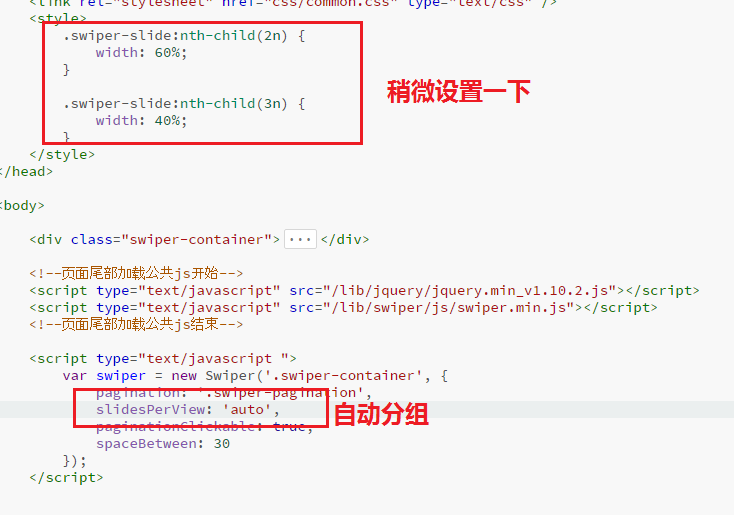 <link rel="stylesheet" href="css/common.css" type="text/css" />
<style>
.swiper-slide:nth-child(2n) {
width: 60%;
}
.swiper-slide:nth-child(3n) {
width: 40%;
}
稍微设置一下
</style>
</head>
<body>
<div class="swiper-container">...</div>
<!--页面尾部加载公共js开始-->
<script type="text/javascript" src="/lib/jquery/jquery.min_v1.10.2.js"></script>
<script type="text/javascript" src="/lib/swiper/js/swiper.min.js"></script>
<!--页面尾部加载公共js结束-->
<script type="text/javascript ">
var swiper = new Swiper('.swiper-container', {
pagination: '.swiper-pagination',
slidesPerView: 'auto',
自动分组
paginationClickable: true,
spaceBetween: 30
});
</script>